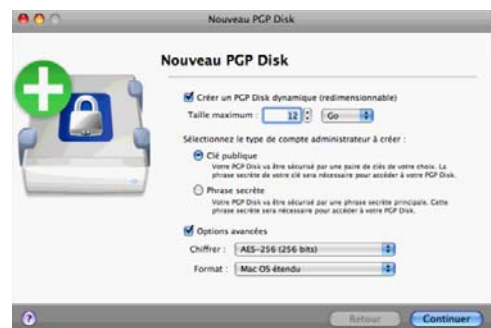 Nouveau PGP Disk
Nouveau PGP Disk
Créer un PGP Disk dynamique (redimensionnable)
Taille maximum : 12 Go
Sélectionnez le type de compte administrateur à créer :
Clé publique
Votre PGP Disk va être sécurisé par une paire de clés de votre choix. La
phrase secrète de votre clé sera nécessaire pour accéder à votre PGP Disk.
Phrase secrète
Votre PGP Disk va être sécurisé par une phrase secrète principale. Cette
phrase secrète sera nécessaire pour accéder à votre PGP Disk.
Options avancées
Chiffrer : AES-256 (256 bits)
Format : Mac OS étendu
? Retour Continuer